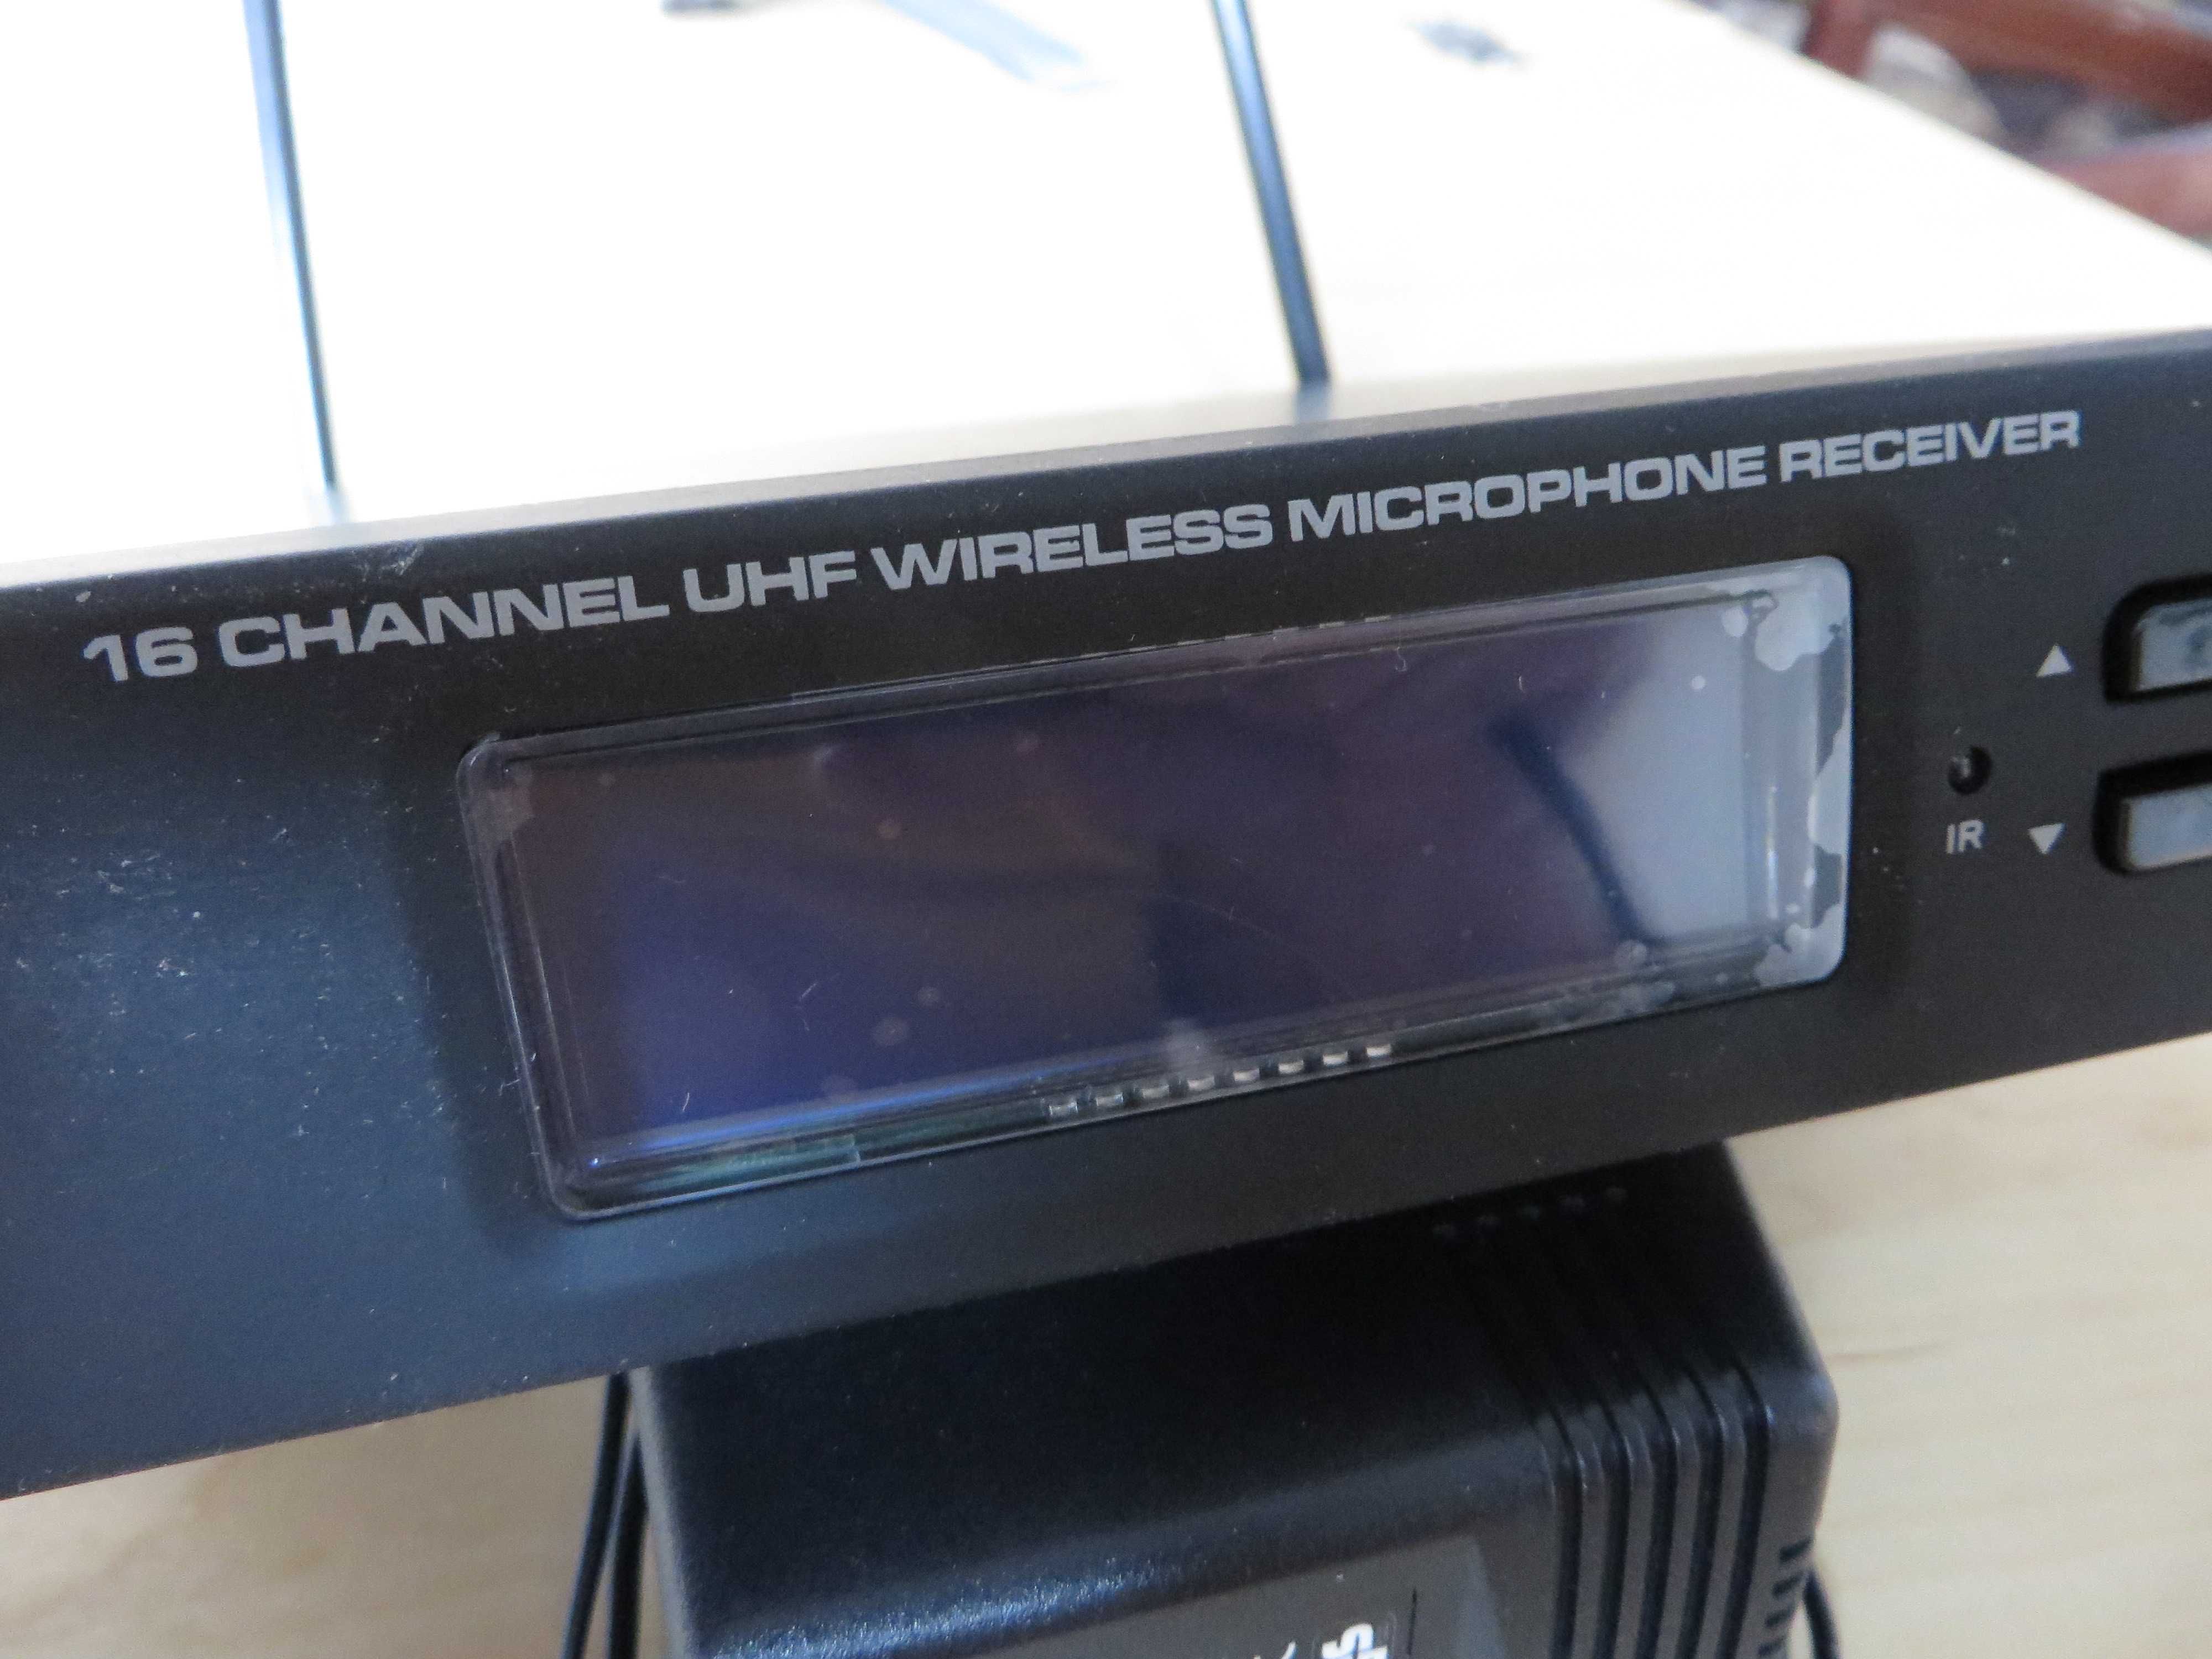 16 CHANNEL UHF WIRELESS MICROPHONE RECEIVER
IR